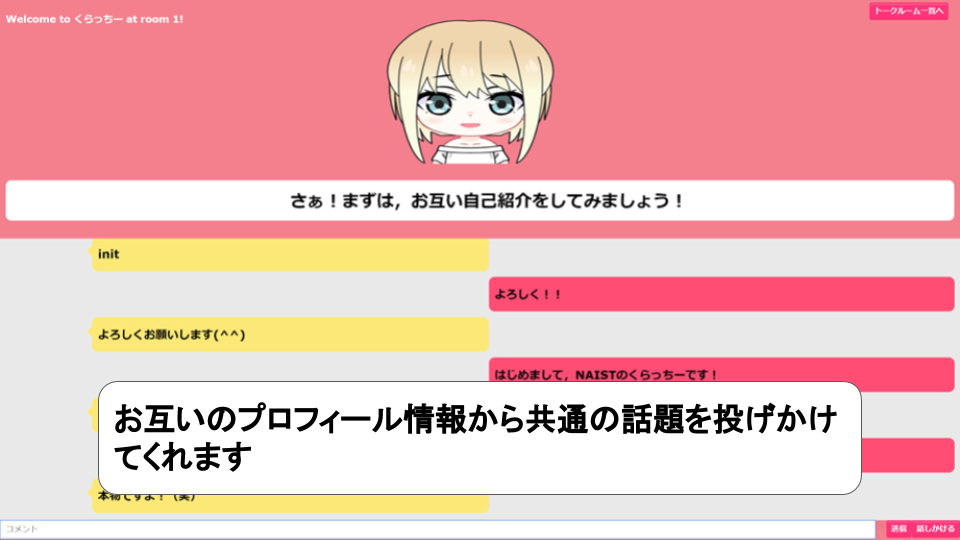 Welcome to くらっちー at room 1!
トークルーム一覧へ
さぁ！まずは，お互い自己紹介をしてみましょう！
init
よろしく！！
よろしくお願いします(^^)
はじめまして，NAISTのくらっちーです！
お互いのプロフィール情報から共通の話題を投げかけ
てくれます
本物ですよ！（笑）
コメント
送信 話しかける